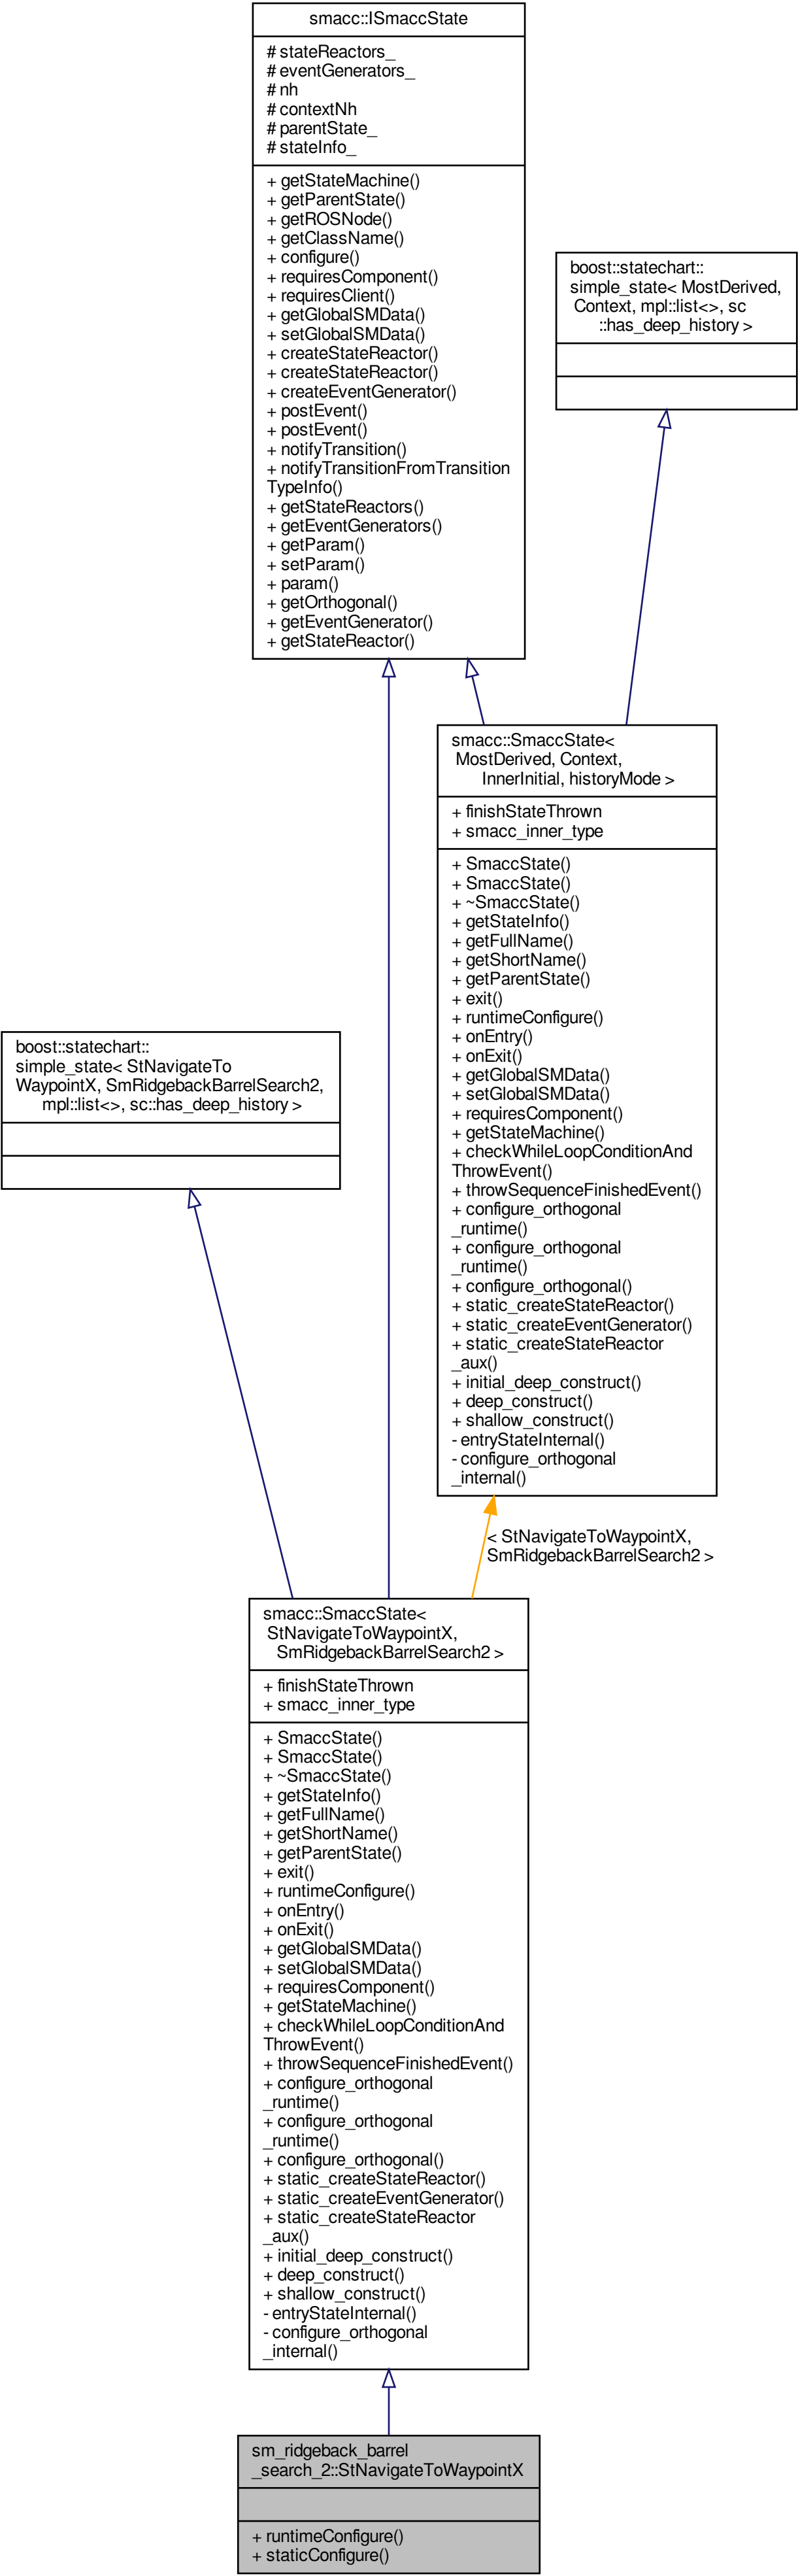 smacc::ISmaccState
# stateReactors_
# eventGenerators_
# nh
# contextNh
# parentState_
# stateInfo_
+ getStateMachine()
+ getParentState()
+ getROSNode()
+ getClassName()
+ configure()
+ requiresComponent()
+ requiresClient()
+ getGlobalSMData()
+ setGlobalSMData()
+ createStateReactor()
+ createStateReactor()
+ createEventGenerator()
+ postEvent()
+ postEvent()
+ notifyTransition()
+ notifyTransitionFromTransition
TypeInfo()
+ getStateReactors()
+ getEventGenerators()
+ getParam()
+ setParam()
+ param()
+ getOrthogonal()
+ getEventGenerator()
+ getStateReactor()
boost::statechart::
simple_state< MostDerived,
Context, mpl::list<>, sc
::has_deep_history >
smacc::SmaccState<
MostDerived, Context,
InnerInitial, historyMode >
+ finishStateThrown
+ smacc_inner_type
+ SmaccState()
+ SmaccState()
+ ~SmaccState()
+ getStateInfo()
+ getFullName()
+ getShortName()
+ getParentState()
+ exit()
+ runtimeConfigure()
+ onEntry()
+ onExit()
+ getGlobalSMData()
+ setGlobalSMData()
+ requiresComponent()
+ getStateMachine()
+ checkWhileLoopConditionAnd
ThrowEvent()
+ throwSequenceFinishedEvent()
+ configure_orthogonal
_runtime()
+ configure_orthogonal
_runtime()
+ configure_orthogonal()
+ static_createStateReactor()
+ static_createEventGenerator()
+ static_createStateReactor
_aux()
+ initial_deep_construct()
+ deep_construct()
+ shallow_construct()
- entryStateInternal()
- configure_orthogonal
_internal()
boost::statechart::
simple_state< StNavigateTo
WaypointX, SmRidgebackBarrelSearch2,
mpl::list<>, sc::has_deep_history >
< StNavigateToWaypointX,
SmRidgebackBarrelSearch2 >
smacc::SmaccState<
StNavigateToWaypointX,
SmRidgebackBarrelSearch2 >
+ finishStateThrown
+ smacc_inner_type
+ SmaccState()
+ SmaccState()
+ ~SmaccState()
+ getStateInfo()
+ getFullName()
+ getShortName()
+ getParentState()
+ exit()
+ runtimeConfigure()
+ onEntry()
+ onExit()
+ getGlobalSMData()
+ setGlobalSMData()
+ requiresComponent()
+ getStateMachine()
+ checkWhileLoopConditionAnd
ThrowEvent()
+ throwSequenceFinishedEvent()
+ configure_orthogonal
_runtime()
+ configure_orthogonal
_runtime()
+ configure_orthogonal()
+ static_createStateReactor()
+ static_createEventGenerator()
+ static_createStateReactor
_aux()
+ initial_deep_construct()
+ deep_construct()
+ shallow_construct()
- entryStateInternal()
- configure_orthogonal
_internal()
sm_ridgeback_barrel
_search_2::StNavigateToWaypointX
+ runtimeConfigure()
+ staticConfigure()